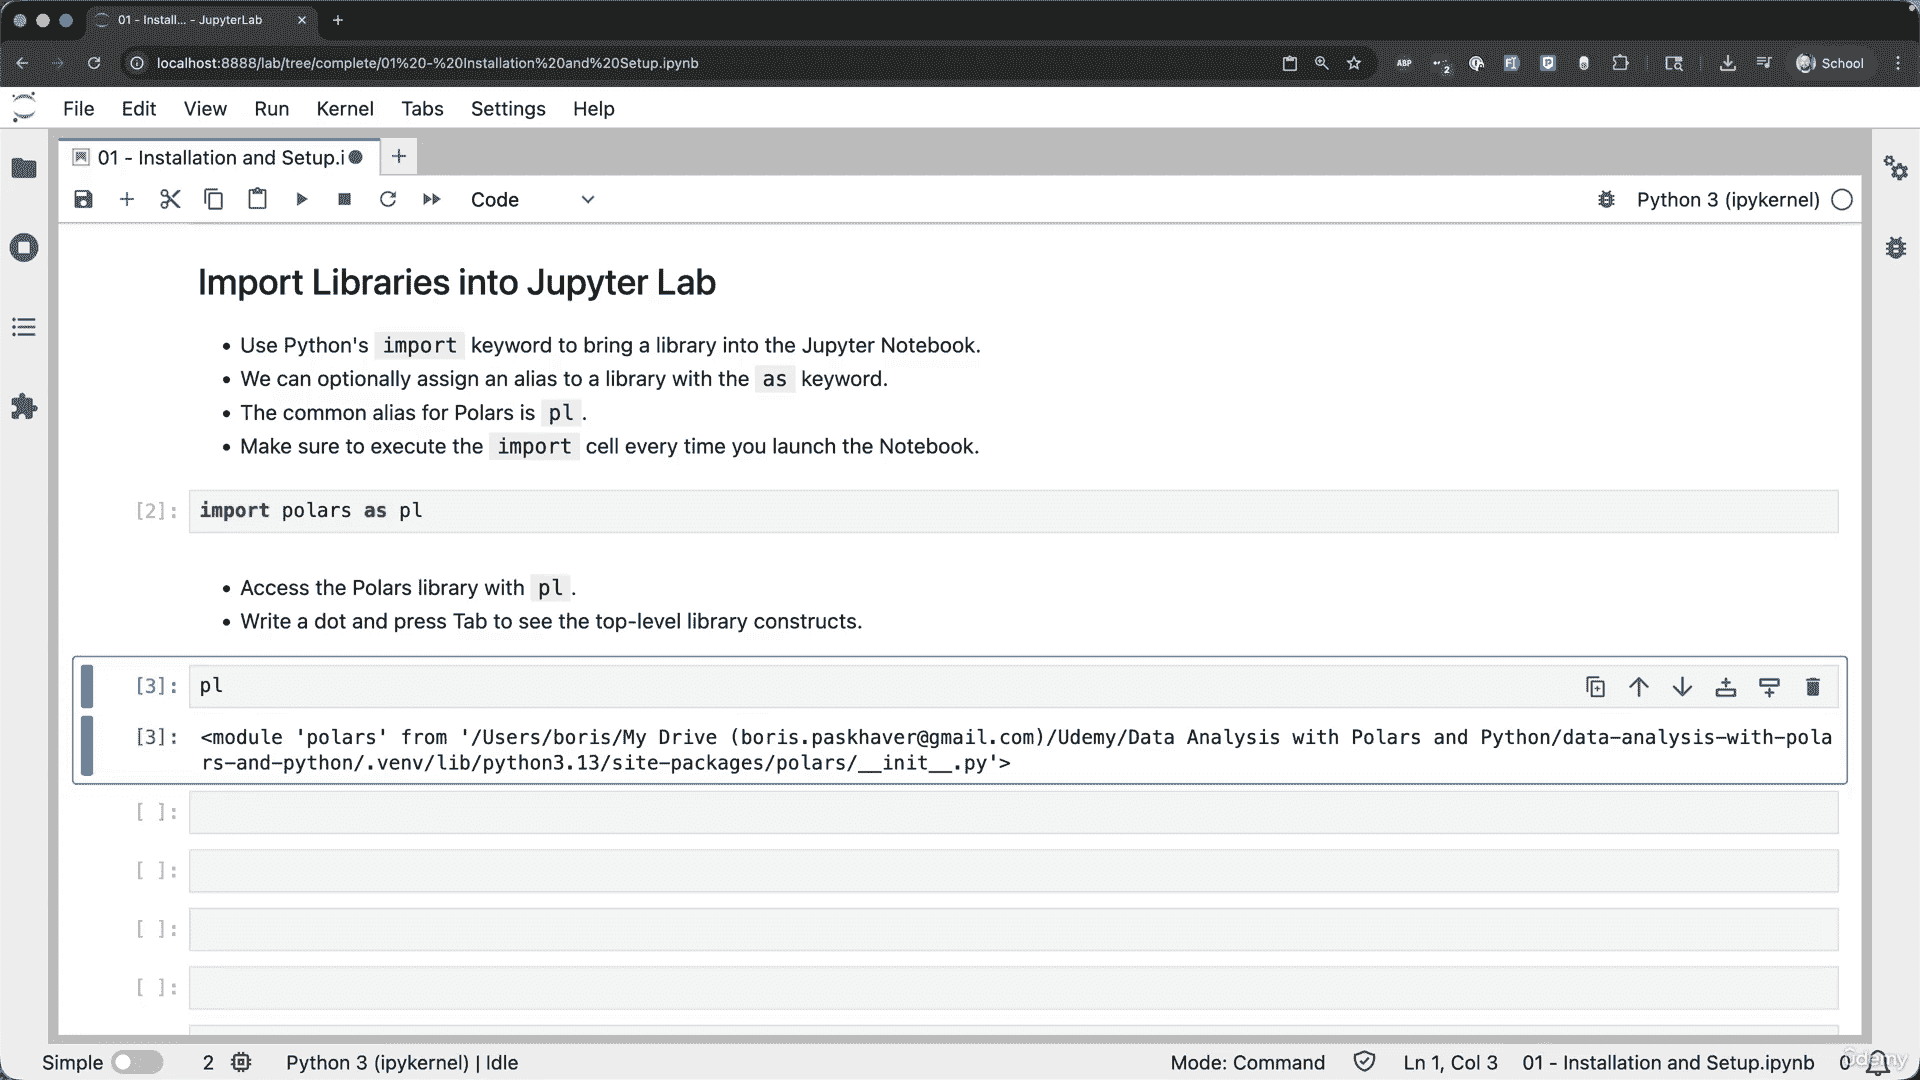 01 - Install... - JupyterLab
localhost:8888/lab/tree/complete/01%20-%20Installation%20and%20Setup.ipynb
ABP
2
School
File Edit View Run Kernel Tabs Settings Help
01 - Installation and Setup.i
Code
Python 3 (ipykernel)
Import Libraries into Jupyter Lab
• Use Python's import keyword to bring a library into the Jupyter Notebook.
• We can optionally assign an alias to a library with the as keyword.
• The common alias for Polars is pl.
• Make sure to execute the import cell every time you launch the Notebook.
[2]: import polars as pl
• Access the Polars library with pl.
• Write a dot and press Tab to see the top-level library constructs.
[3]: pl
[3]: <module 'polars' from '/Users/boris/My Drive (boris.paskhaver@gmail.com)/Udemy/Data Analysis with Polars and Python/data-analysis-with-pola
rs-and-python/.venv/lib/python3.13/site-packages/polars/__init__.py'>
[ ]:
[ ]:
[ ]:
[ ]:
Simple 2 Python 3 (ipykernel) | Idle Mode: Command Ln 1, Col 3 01 - Installation and Setup.ipynb 0
Udemy